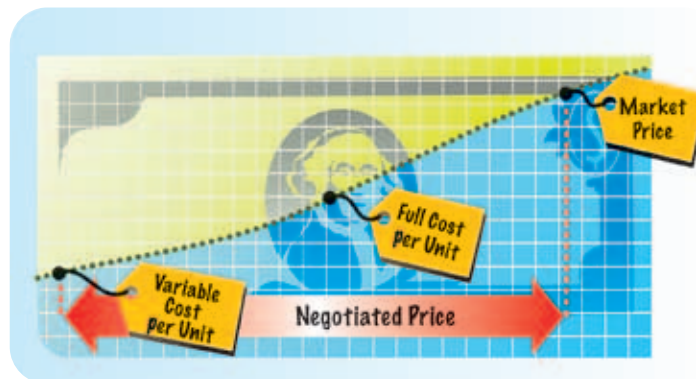 Market
Price
Full Cost
per Unit
Variable
Cost
per Unit
Negotiated Price